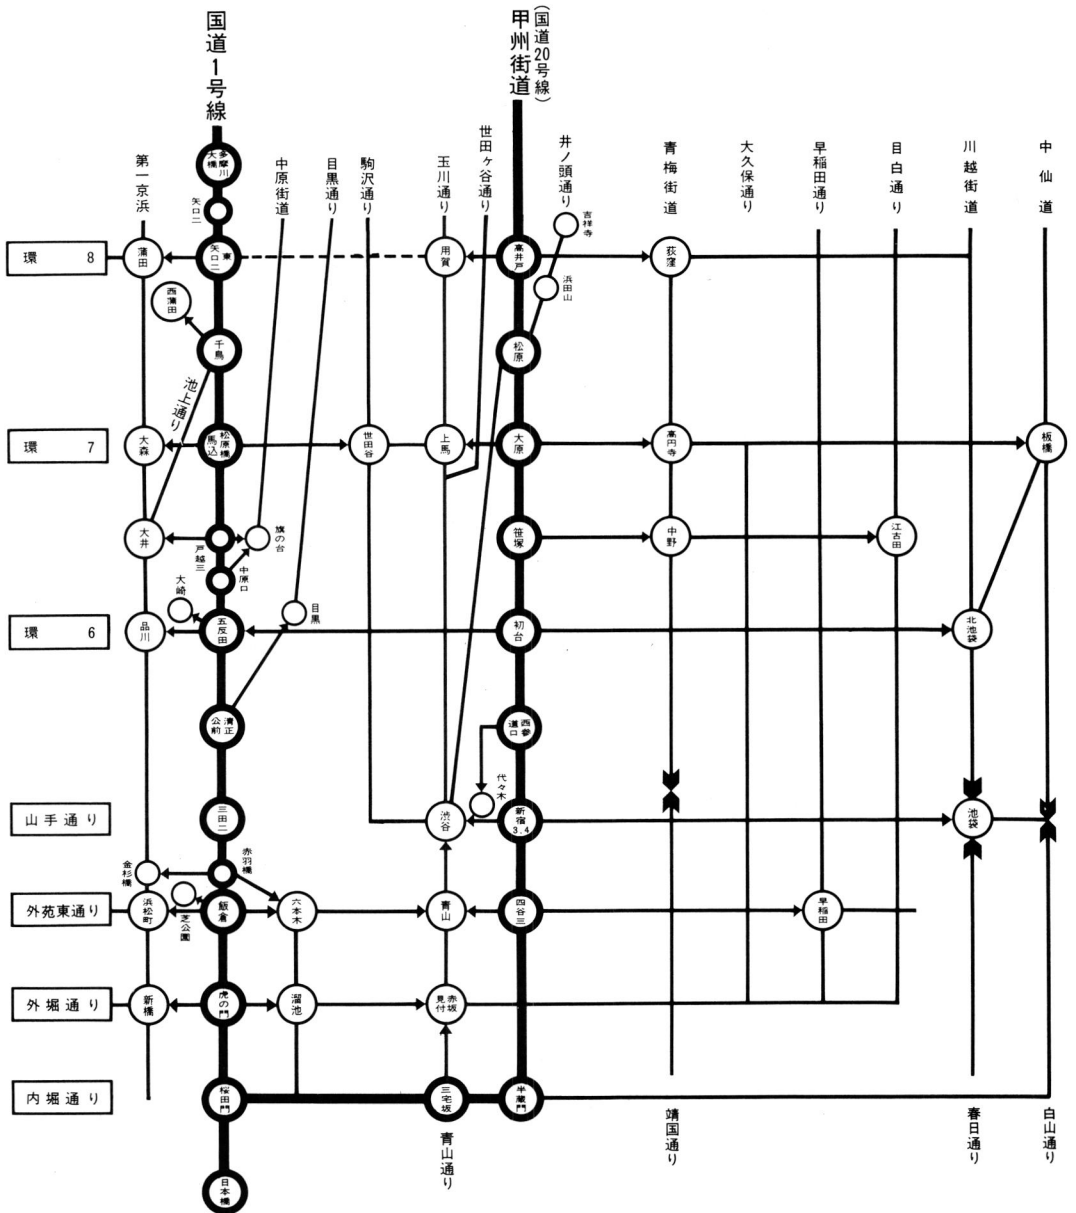 国道1号線
甲州街道
(国道20号線)
第一京浜
中原街道
目黒通り
駒沢通り
玉川通り
世田ヶ谷通り
井ノ頭通り
青梅街道
大久保通り
早稲田通り
目白通り
川越街道
中仙道
多摩川
大橋
矢口二
吉祥寺
環 8
蒲田
東
矢口二
用賀
高井戸
荻窪
浜田山
西蒲田
千鳥
松原
池上通り
環 7
大森
松原橋
馬込
世田谷
上馬
大原
高円寺
板橋
大井
戸越三
旗の台
笹塚
中野
江古田
中原口
大崎
目黒
環 6
品川
五反田
初台
北池袋
清正
公前
西参
道口
代々木
山手通り
三田二
渋谷
新宿
3.4
池袋
金杉橋
赤羽橋
外苑東通り
浜松町
芝公園
飯倉
六本木
青山
四谷三
早稲田
外堀通り
新橋
虎の門
溜池
赤坂
見付
内堀通り
桜田門
三宅坂
半蔵門
青山通り
靖国通り
春日通り
白山通り
日本橋